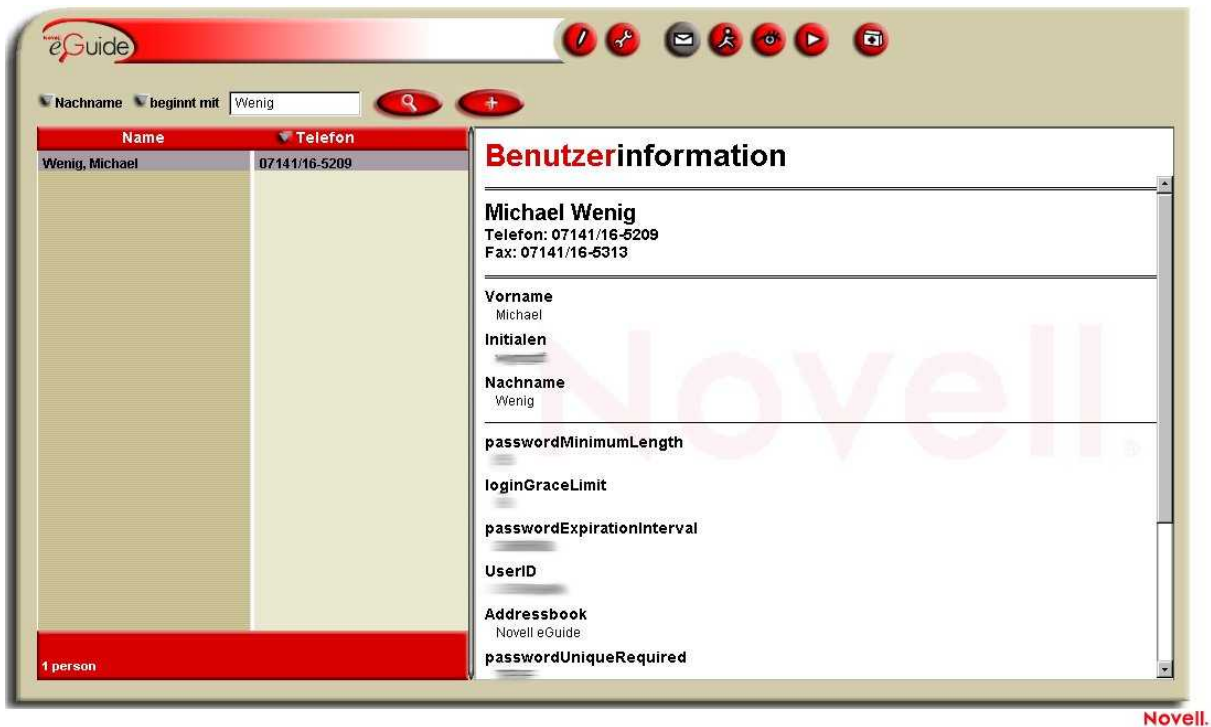 Novell
eGuide
Nachname beginnt mit Wenig
Name Telefon
Wenig, Michael 07141/16-5209
1 person
Benutzerinformation
Michael Wenig
Telefon: 07141/16-5209
Fax: 07141/16-5313
Vorname
Michael
Initialen
Nachname
Wenig
passwordMinimumLength
loginGraceLimit
passwordExpirationInterval
UserID
Addressbook
Novell eGuide
passwordUniqueRequired
Novell®
Novell.